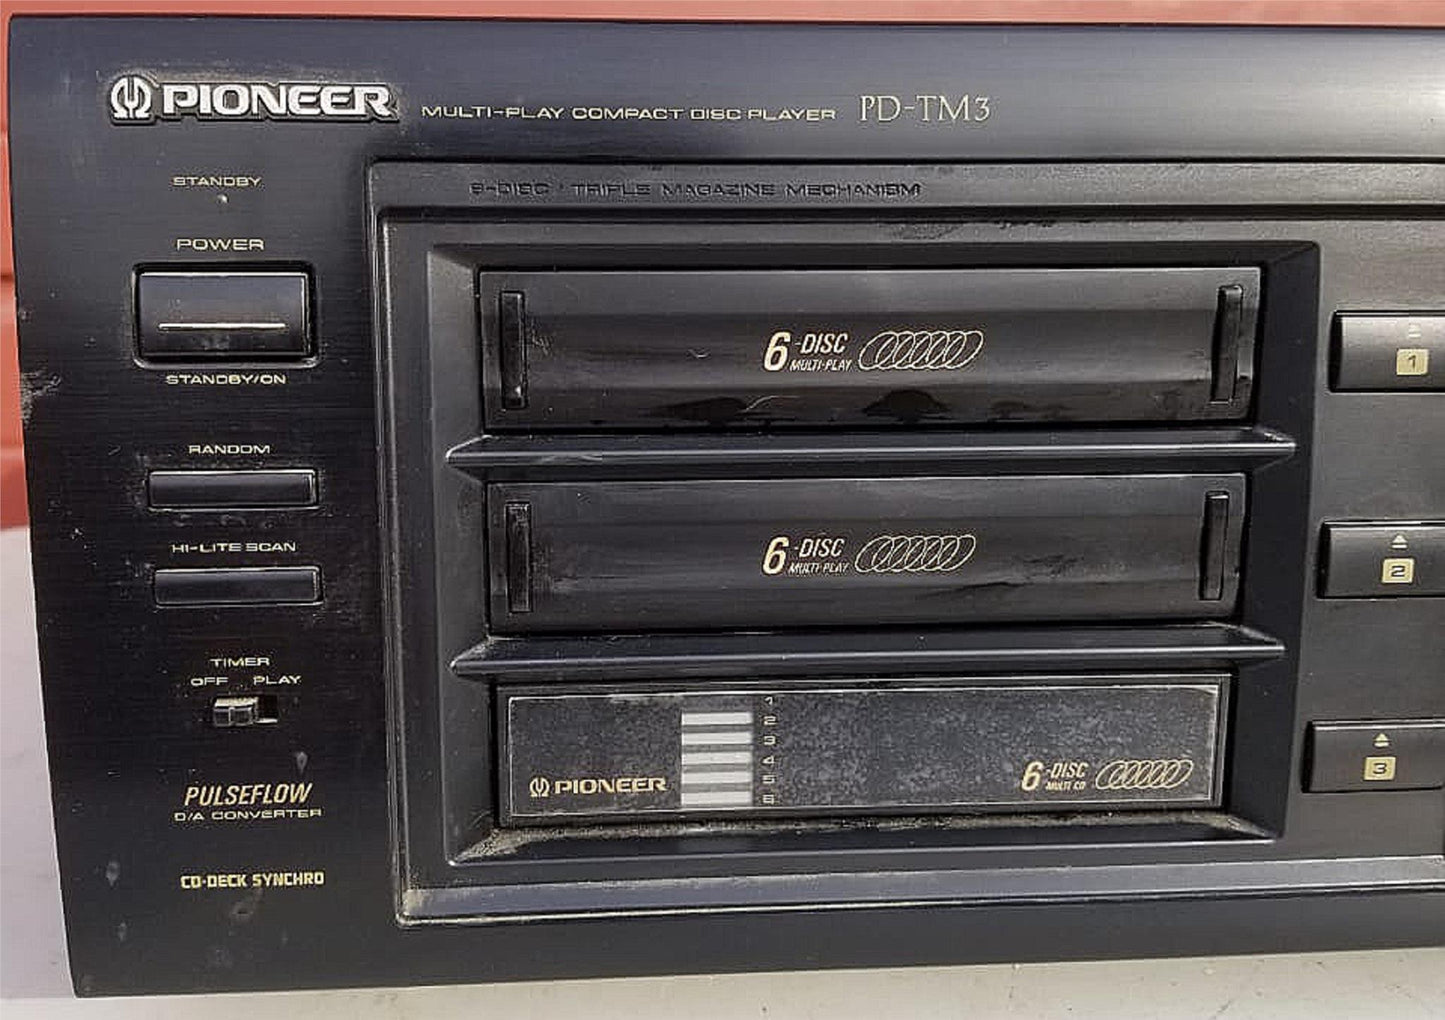 PIONEER MULTI-PLAY COMPACT DISC PLAYER PD-TM3
STANDBY
6-DISC · TRIPLE MAGAZINE MECHANISM
POWER
STANDBY/ON
RANDOM
HI-LITE SCAN
TIMER
OFF PLAY
PULSEFLOW
D/A CONVERTER
CD·DECK SYNCHRO
6-DISC
MULTI-PLAY
1
6-DISC
MULTI-PLAY
2
1
2
3
4
5
6
PIONEER
6-DISC
MULTI CD
3